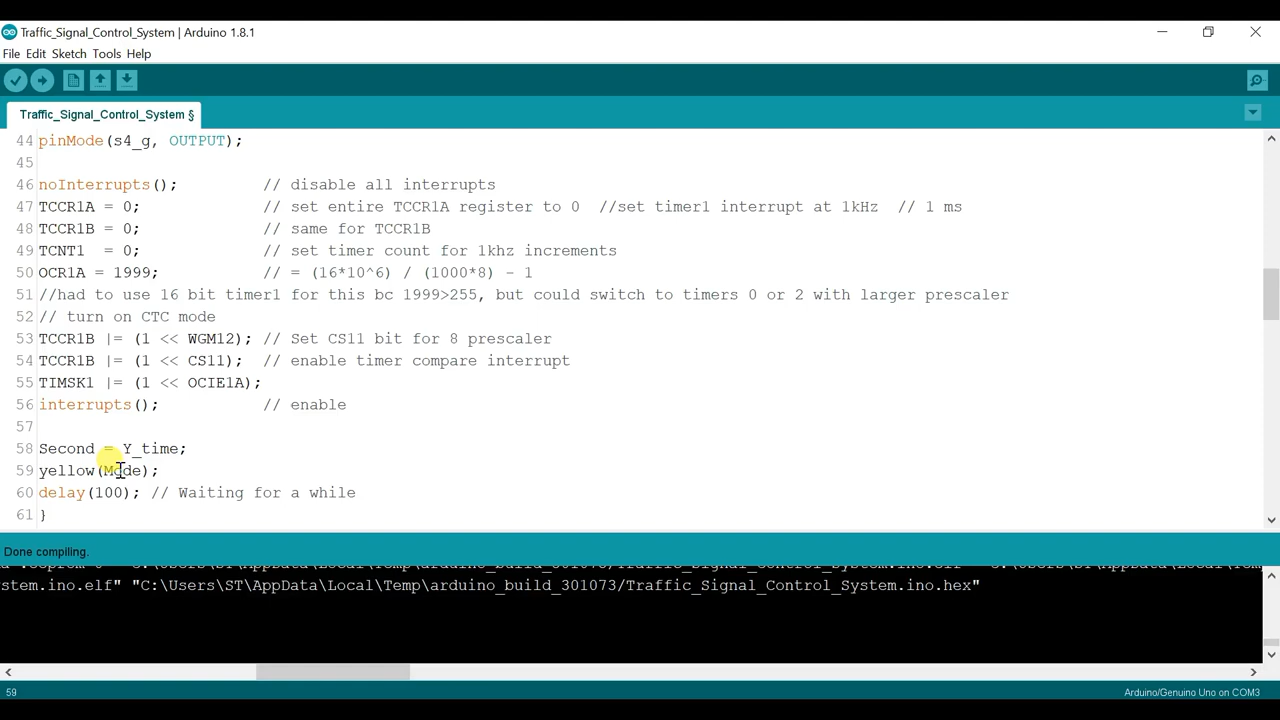 Traffic_Signal_Control_System | Arduino 1.8.1
File Edit Sketch Tools Help
Traffic_Signal_Control_System §
44 pinMode(s4_g, OUTPUT);
45
46 noInterrupts(); // disable all interrupts
47 TCCR1A = 0; // set entire TCCR1A register to 0 //set timer1 interrupt at 1kHz // 1 ms
48 TCCR1B = 0; // same for TCCR1B
49 TCNT1 = 0; // set timer count for 1khz increments
50 OCR1A = 1999; // = (16*10^6) / (1000*8) - 1
51 //had to use 16 bit timer1 for this bc 1999>255, but could switch to timers 0 or 2 with larger prescaler
52 // turn on CTC mode
53 TCCR1B |= (1 << WGM12); // Set CS11 bit for 8 prescaler
54 TCCR1B |= (1 << CS11); // enable timer compare interrupt
55 TIMSK1 |= (1 << OCIE1A);
56 interrupts(); // enable
57
58 Second = Y_time;
59 yellow(Mode);
60 delay(100); // Waiting for a while
61 }
Done compiling.
stem.ino.elf" "C:\Users\ST\AppData\Local\Temp\arduino_build_301073/Traffic_Signal_Control_System.ino.hex"
59 Arduino/Genuino Uno on COM3